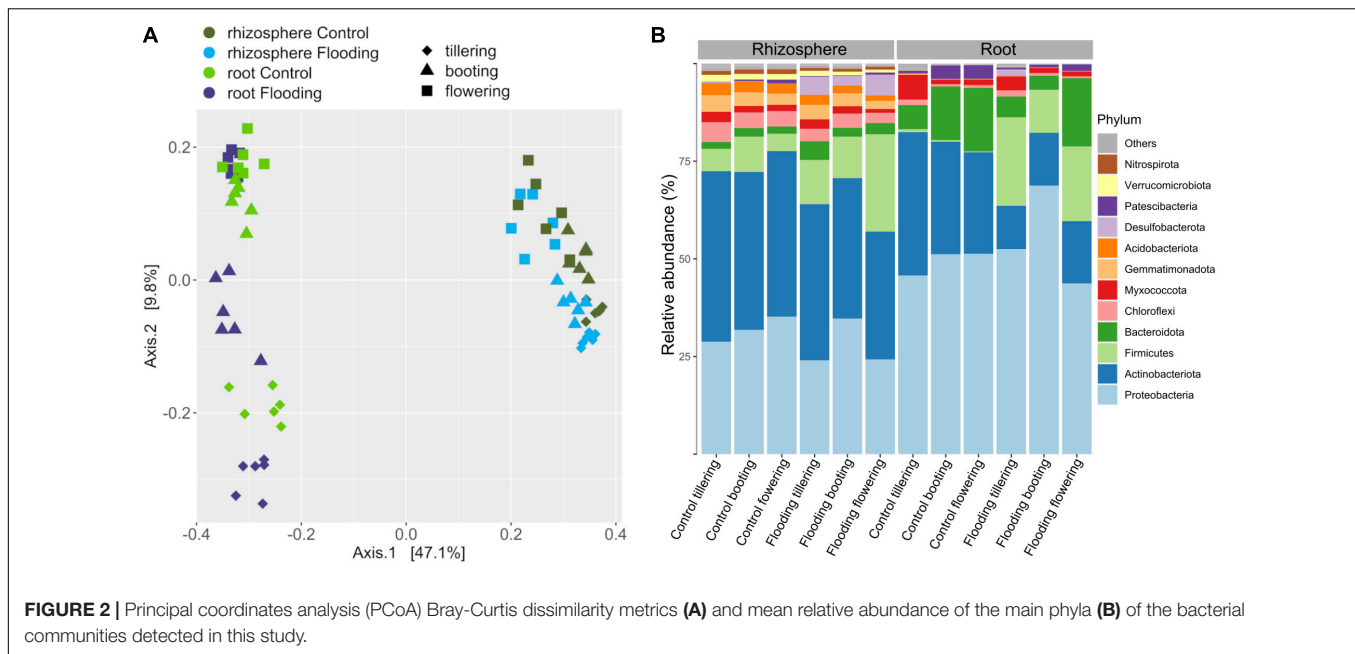 A
rhizosphere Control
rhizosphere Flooding
root Control
root Flooding
tillering
booting
flowering
0.2
0.0
-0.2
Axis.2 [9.8%]
-0.4
-0.2
0.0
0.2
0.4
Axis.1 [47.1%]
B
Rhizosphere
Root
75
50
25
Relative abundance (%)
Control tillering
Control booting
Control fowering
Flooding tillering
Flooding booting
Flooding flowering
Control tillering
Control booting
Control flowering
Flooding tillering
Flooding booting
Flooding flowering
Phylum
Others
Nitrospirota
Verrucomicrobiota
Patescibacteria
Desulfobacterota
Acidobacteriota
Gemmatimonadota
Myxococcota
Chloroflexi
Bacteroidota
Firmicutes
Actinobacteriota
Proteobacteria
FIGURE 2 | Principal coordinates analysis (PCoA) Bray-Curtis dissimilarity metrics (A) and mean relative abundance of the main phyla (B) of the bacterial
communities detected in this study.